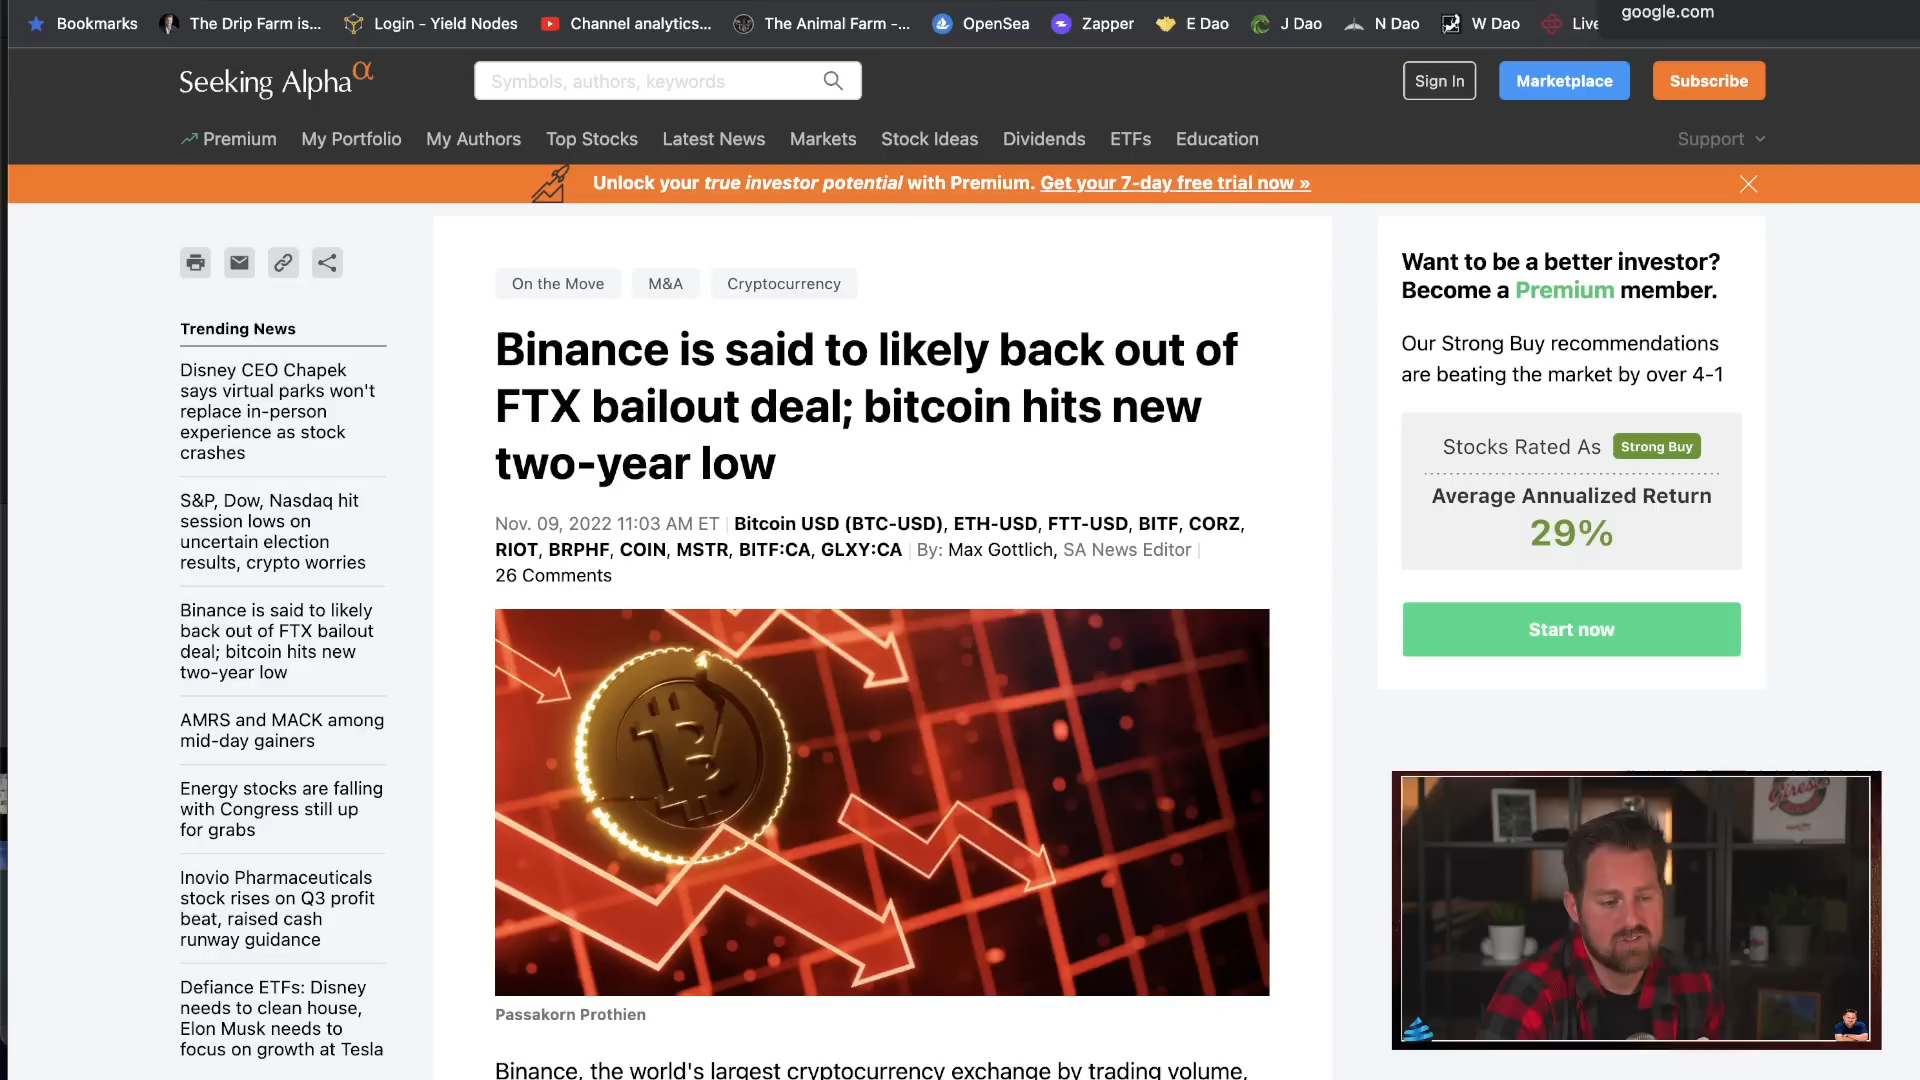 google.com
Bookmarks The Drip Farm is... Login - Yield Nodes Channel analytics... The Animal Farm -... OpenSea Zapper E Dao J Dao N Dao W Dao Live
Seeking Alphaα
Symbols, authors, keywords
Sign In Marketplace Subscribe
Premium My Portfolio My Authors Top Stocks Latest News Markets Stock Ideas Dividends ETFs Education Support
Unlock your true investor potential with Premium. Get your 7-day free trial now »
Trending News
Disney CEO Chapek
says virtual parks won't
replace in-person
experience as stock
crashes
S&P, Dow, Nasdaq hit
session lows on
uncertain election
results, crypto worries
Binance is said to likely
back out of FTX bailout
deal; bitcoin hits new
two-year low
AMRS and MACK among
mid-day gainers
Energy stocks are falling
with Congress still up
for grabs
Inovio Pharmaceuticals
stock rises on Q3 profit
beat, raised cash
runway guidance
Defiance ETFs: Disney
needs to clean house,
Elon Musk needs to
focus on growth at Tesla
On the Move M&A Cryptocurrency
Binance is said to likely back out of
FTX bailout deal; bitcoin hits new
two-year low
Nov. 09, 2022 11:03 AM ET | Bitcoin USD (BTC-USD), ETH-USD, FTT-USD, BITF, CORZ,
RIOT, BRPHF, COIN, MSTR, BITF:CA, GLXY:CA | By: Max Gottlich, SA News Editor |
26 Comments
Passakorn Prothien
Binance, the world's largest cryptocurrency exchange by trading volume,
Want to be a better investor?
Become a Premium member.
Our Strong Buy recommendations
are beating the market by over 4-1
Stocks Rated As Strong Buy
Average Annualized Return
29%
Start now